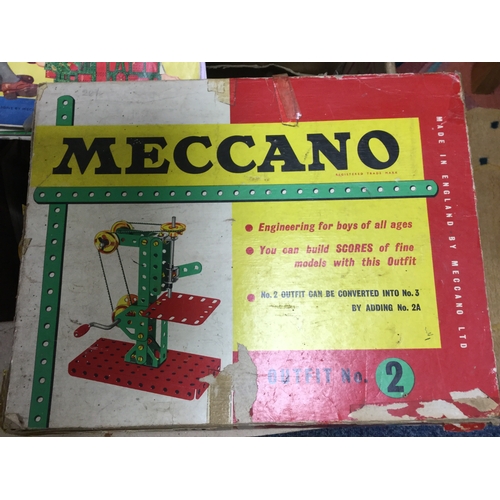 MECCANO
REGISTERED TRADE MARK
Engineering for boys of all ages
You can build SCORES of fine
models with this Outfit
No. 2 OUTFIT CAN BE CONVERTED INTO No. 3
BY ADDING No. 2A
OUTFIT No. 2
MADE IN ENGLAND BY MECCANO LTD